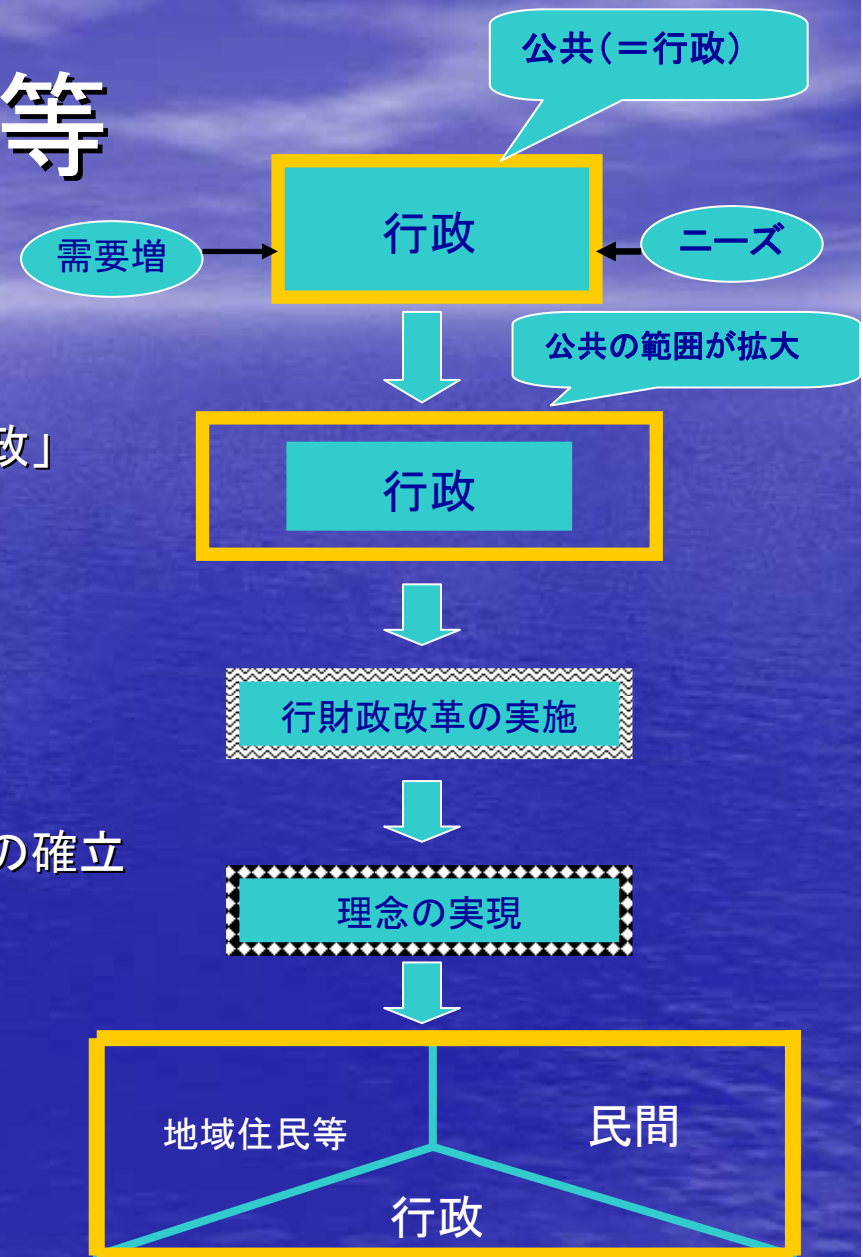 等
公共(=行政)
需要増
行政
ニーズ
公共の範囲が拡大
政」
行政
行財政改革の実施
の確立
理念の実現
地域住民等
民間
行政